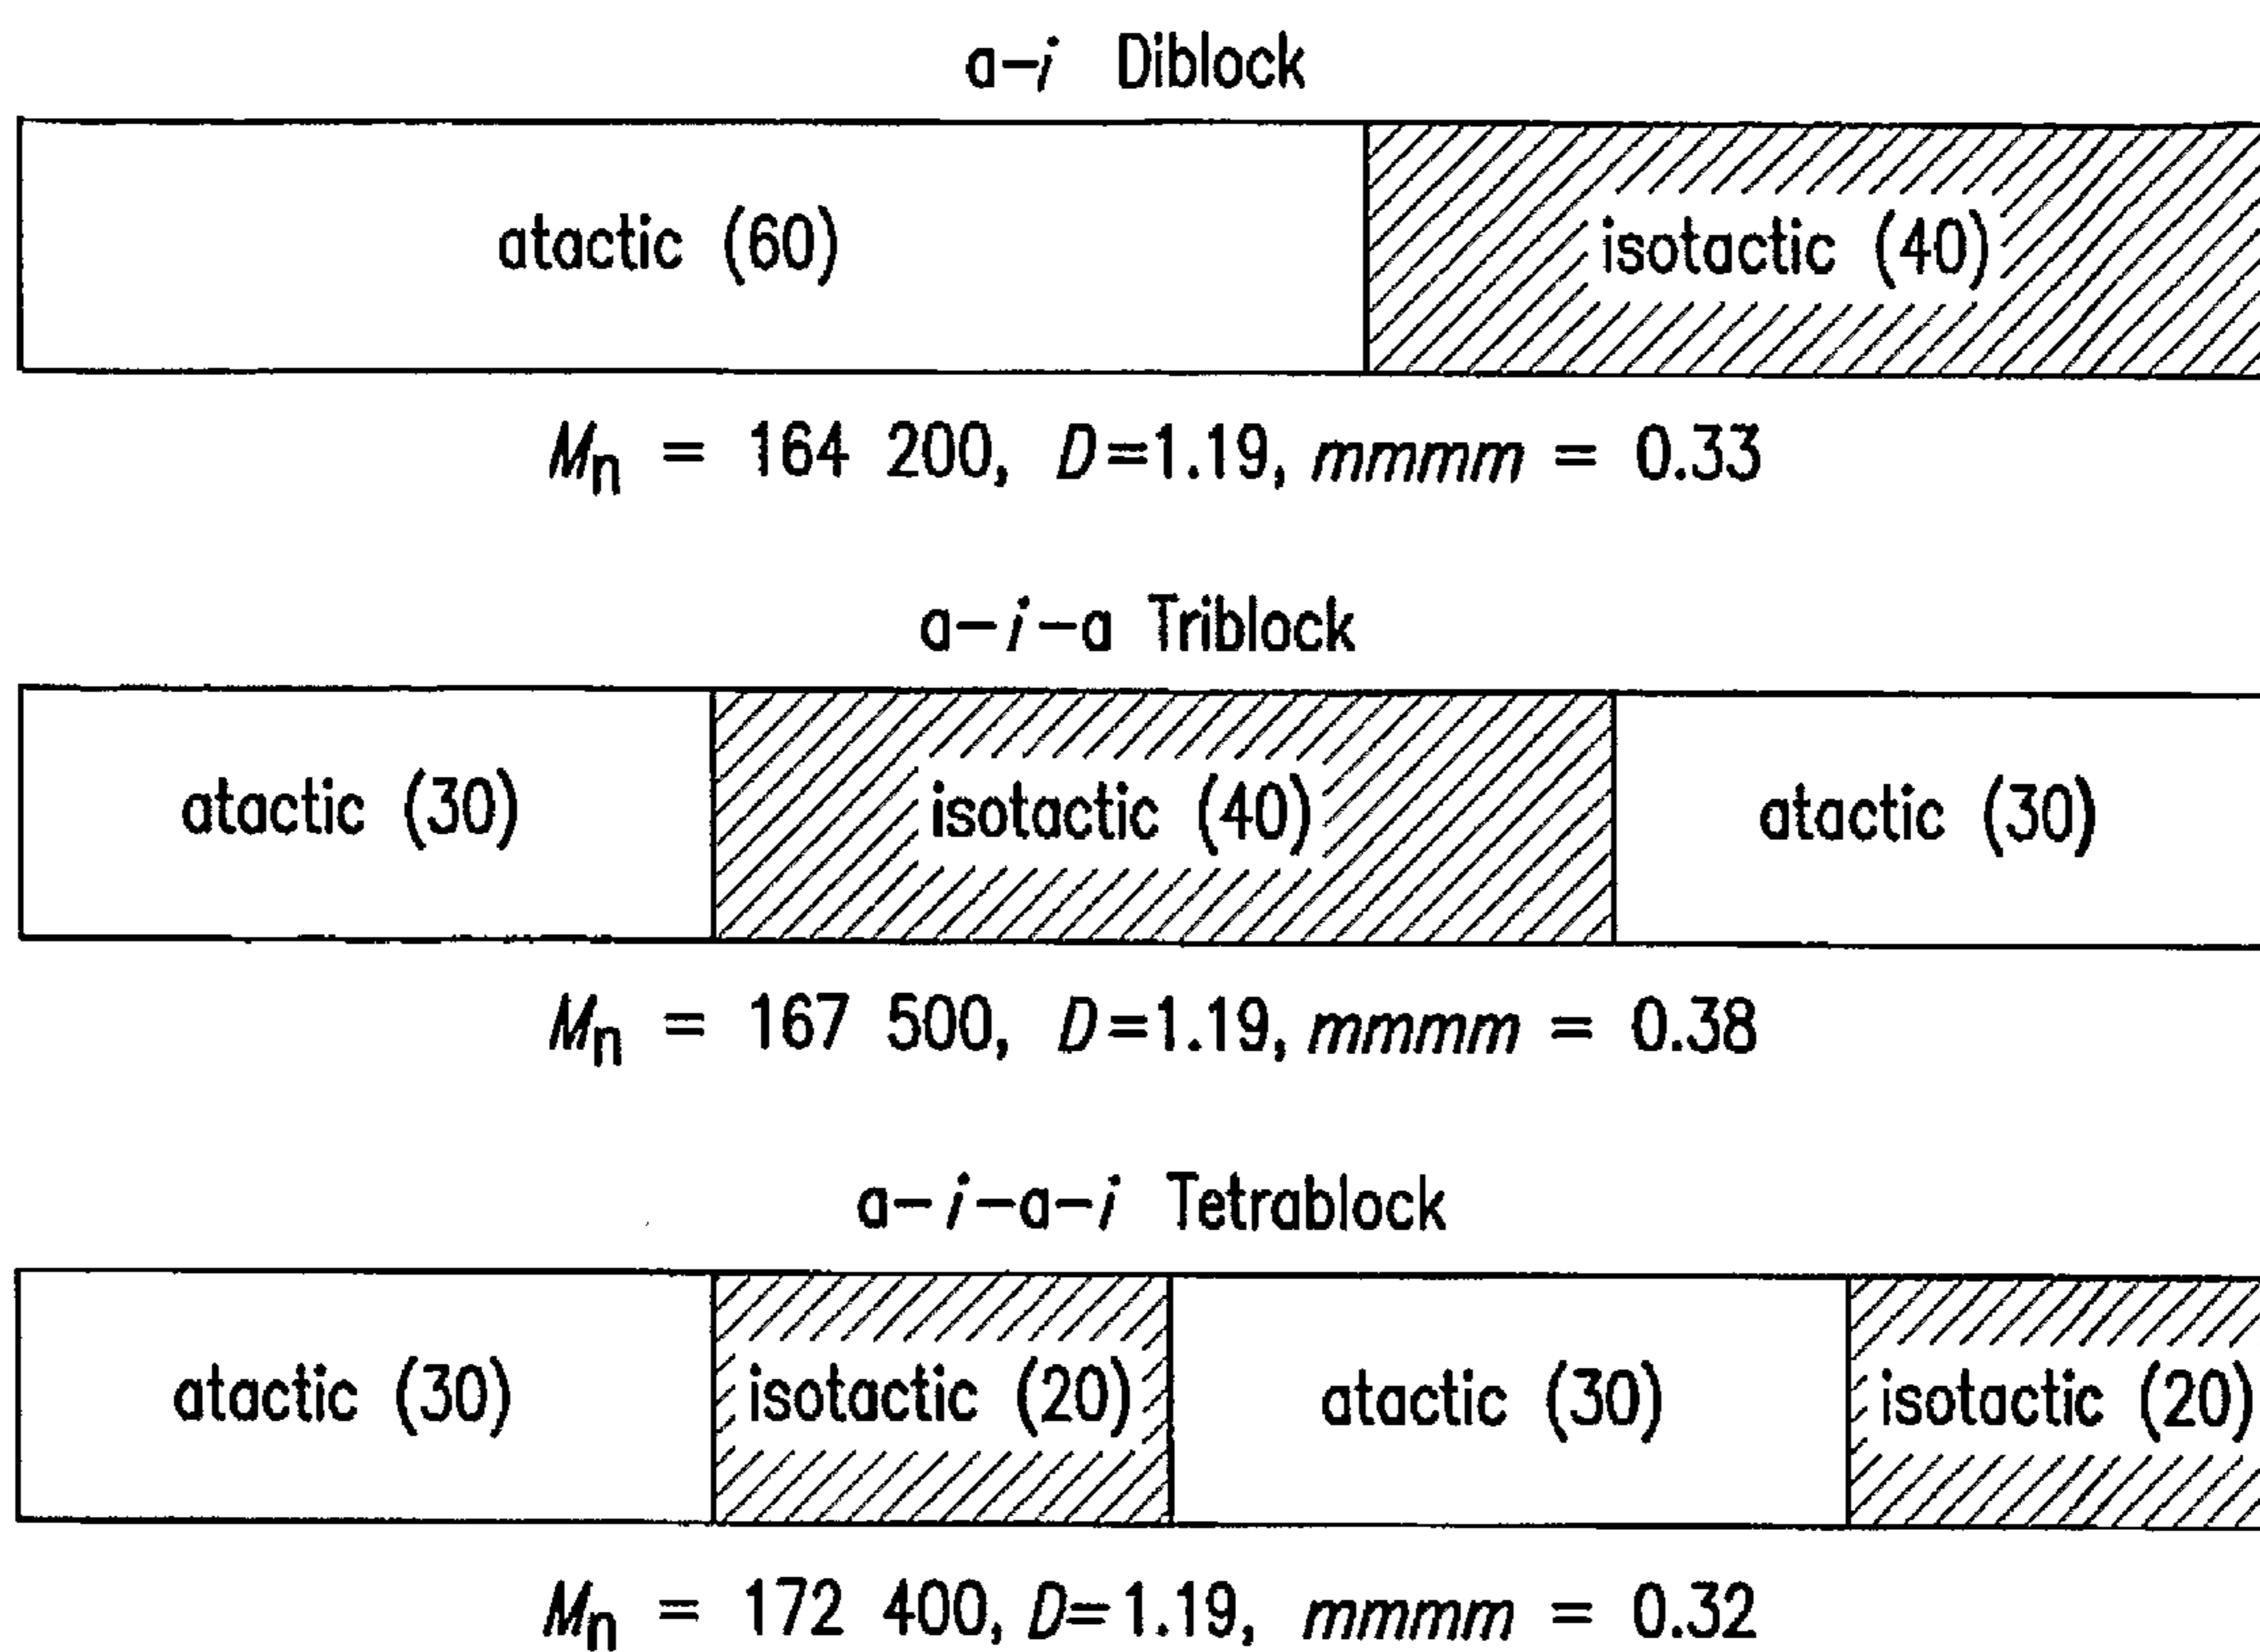 a-i Diblock
atactic (60) isotactic (40)
Mn = 164 200, D=1.19, mmmm = 0.33
a-i-a Triblock
atactic (30) isotactic (40) atactic (30)
Mn = 167 500, D=1.19, mmmm = 0.38
a-i-a-i Tetrablock
atactic (30) isotactic (20) atactic (30) isotactic (20)
Mn = 172 400, D=1.19, mmmm = 0.32